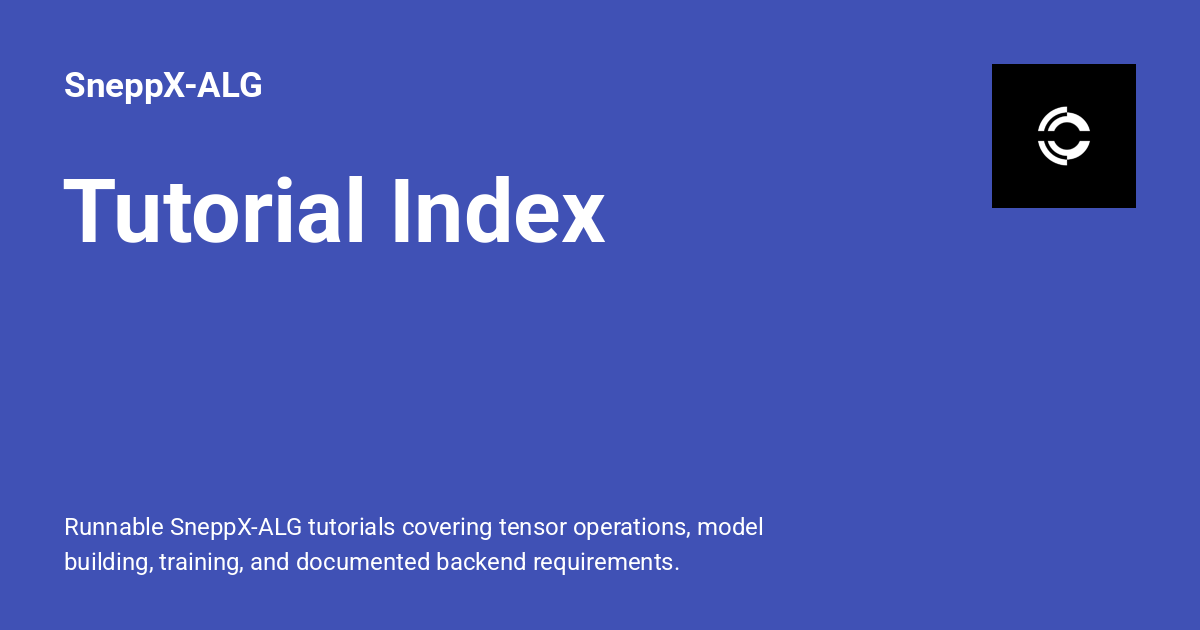 SneppX-ALG
Tutorial Index
Runnable SneppX-ALG tutorials covering tensor operations, model
building, training, and documented backend requirements.